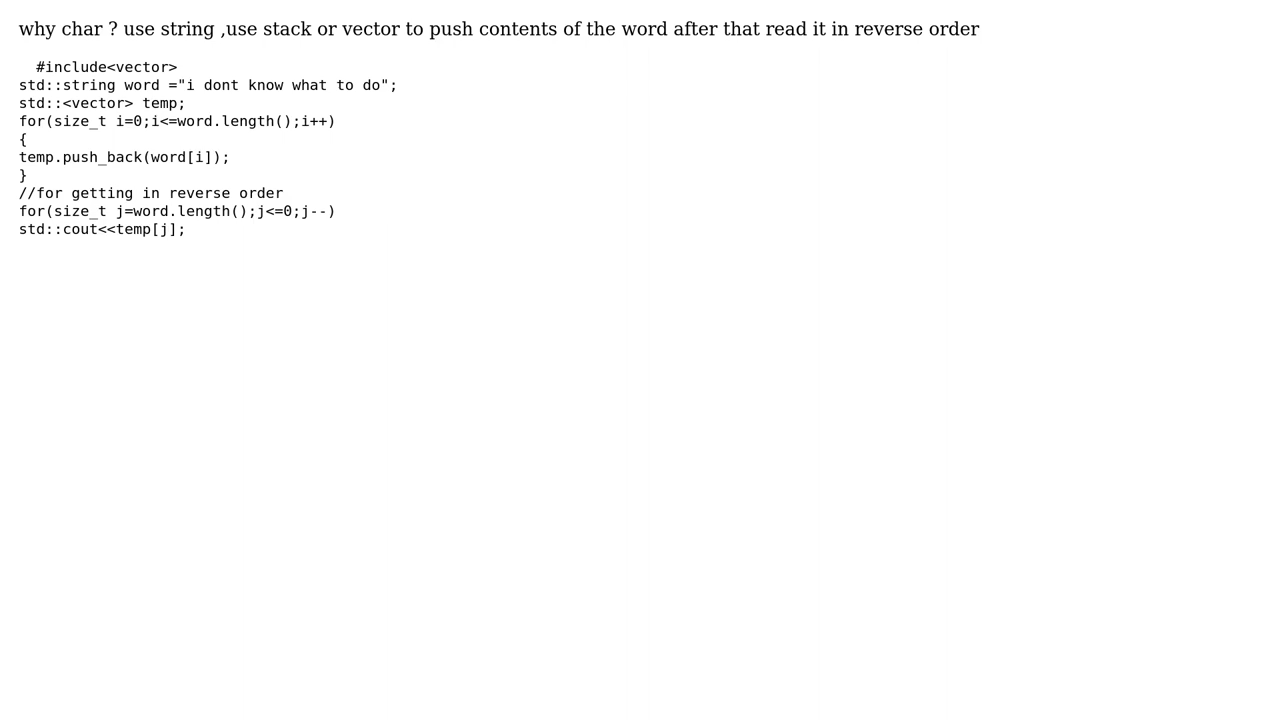 why char ? use string ,use stack or vector to push contents of the word after that read it in reverse order
#include<vector>
std::string word ="i dont know what to do";
std::<vector> temp;
for(size_t i=0;i<=word.length();i++)
{
temp.push_back(word[i]);
}
//for getting in reverse order
for(size_t j=word.length();j<=0;j--)
std::cout<<temp[j];